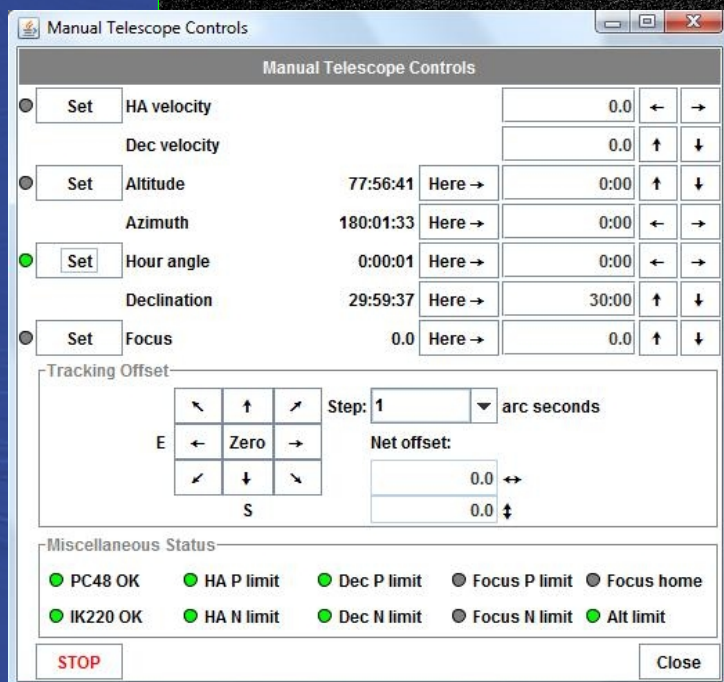 Manual Telescope Controls
Manual Telescope Controls
Set HA velocity 0.0 ← →
Dec velocity 0.0 ↑ ↓
Set Altitude 77:56:41 Here → 0:00 ↑ ↓
Azimuth 180:01:33 Here → 0:00 ← →
Set Hour angle 0:00:01 Here → 0:00 ← →
Declination 29:59:37 Here → 30:00 ↑ ↓
Set Focus 0.0 Here → 0.0 ↑ ↓
Tracking Offset
↖ ↑ ↗ Step: 1 arc seconds
E ← Zero → Net offset:
↙ ↓ ↘ 0.0 ↔
S 0.0 ↕
Miscellaneous Status
PC48 OK HA P limit Dec P limit Focus P limit Focus home
IK220 OK HA N limit Dec N limit Focus N limit Alt limit
STOP Close